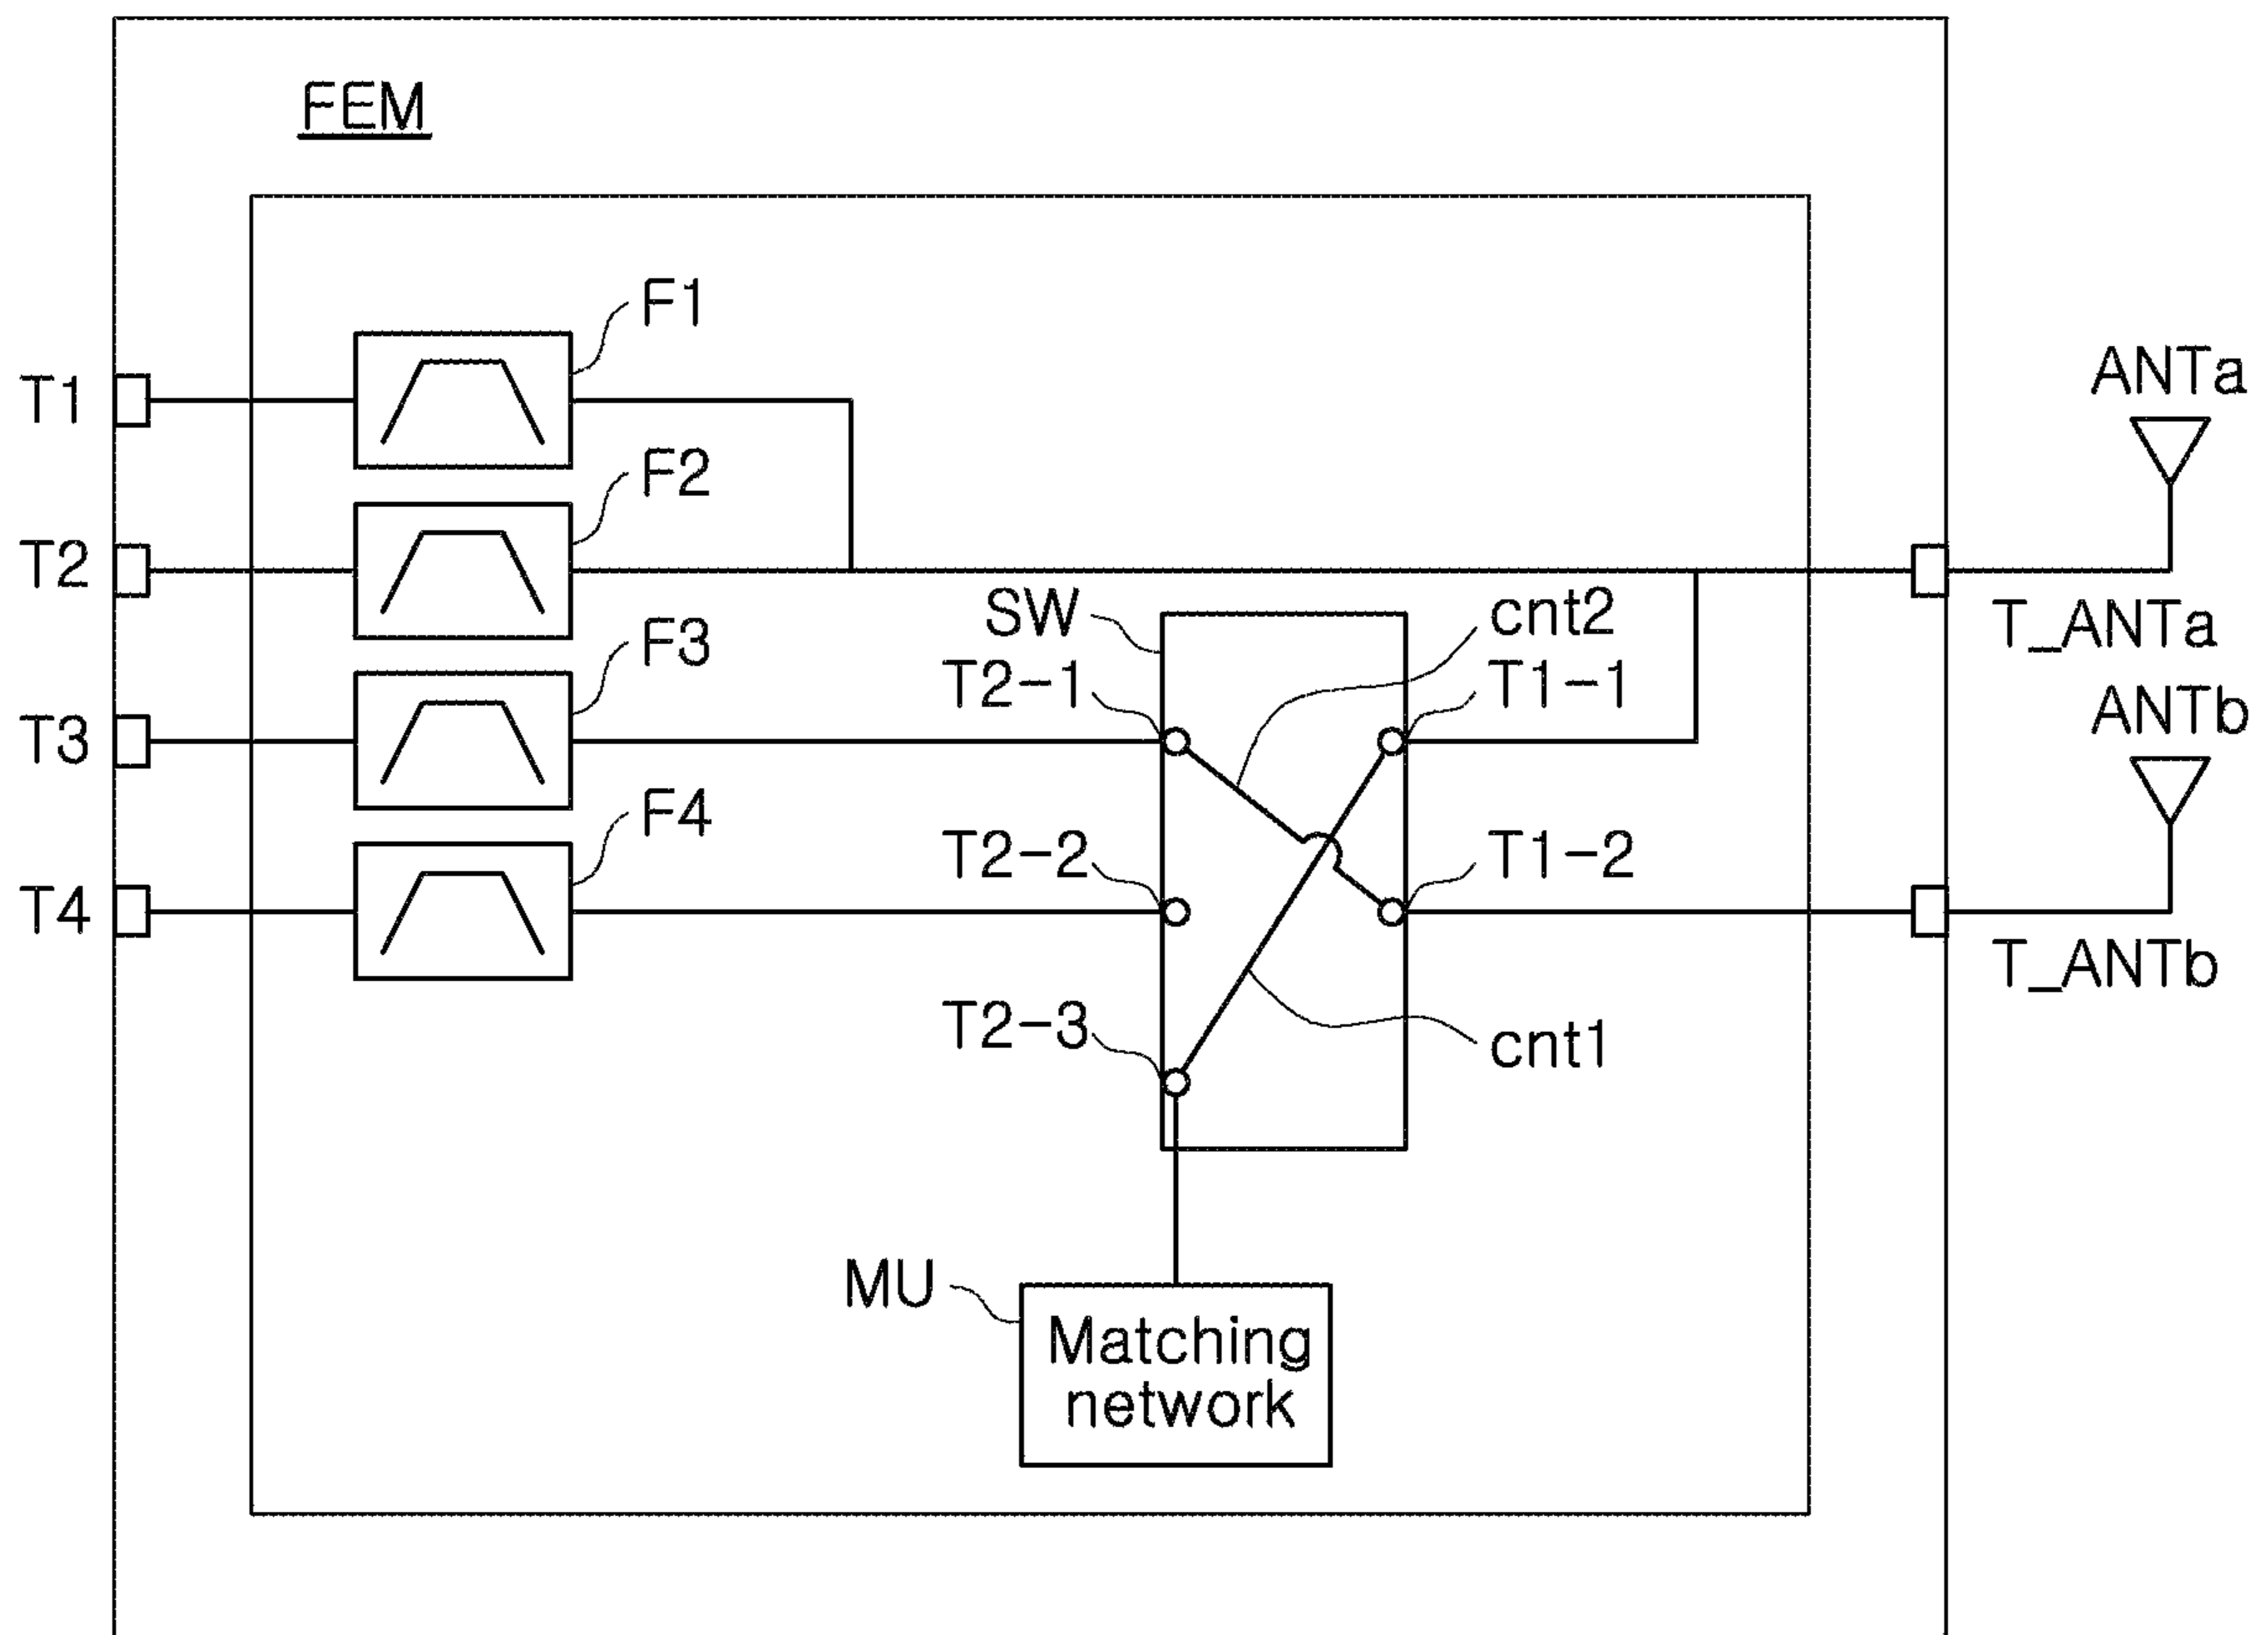 FEM
F1
T1
ANTa
F2
T2
SW
cnt2
T_ANTa
F3
T2-1
T1-1
ANTb
T3
F4
T2-2
T1-2
T4
T_ANTb
T2-3
cnt1
MU
Matching
network